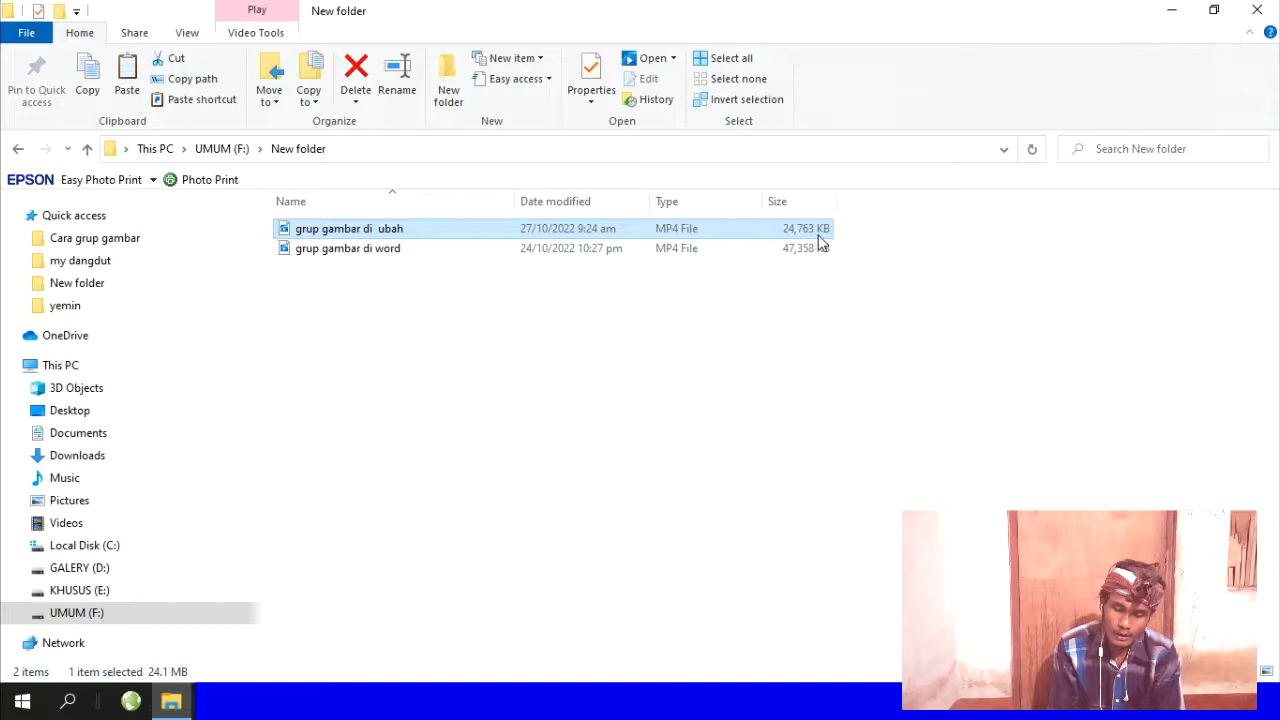 Play
New folder
File
Home
Share
View
Video Tools
Pin to Quick
access
Copy
Paste
Cut
Copy path
Paste shortcut
Clipboard
Move
to
Copy
to
Delete
Rename
Organize
New
folder
New item
Easy access
New
Properties
Open
Edit
History
Open
Select all
Select none
Invert selection
Select
This PC > UMUM (F:) > New folder
Search New folder
EPSON Easy Photo Print Photo Print
Name Date modified Type Size
grup gambar di  ubah 27/10/2022 9:24 am MP4 File 24,763 KB
grup gambar di word 24/10/2022 10:27 pm MP4 File 47,358
Quick access
Cara grup gambar
my dangdut
New folder
yemin
OneDrive
This PC
3D Objects
Desktop
Documents
Downloads
Music
Pictures
Videos
Local Disk (C:)
GALERY (D:)
KHUSUS (E:)
UMUM (F:)
Network
2 items 1 item selected 24.1 MB